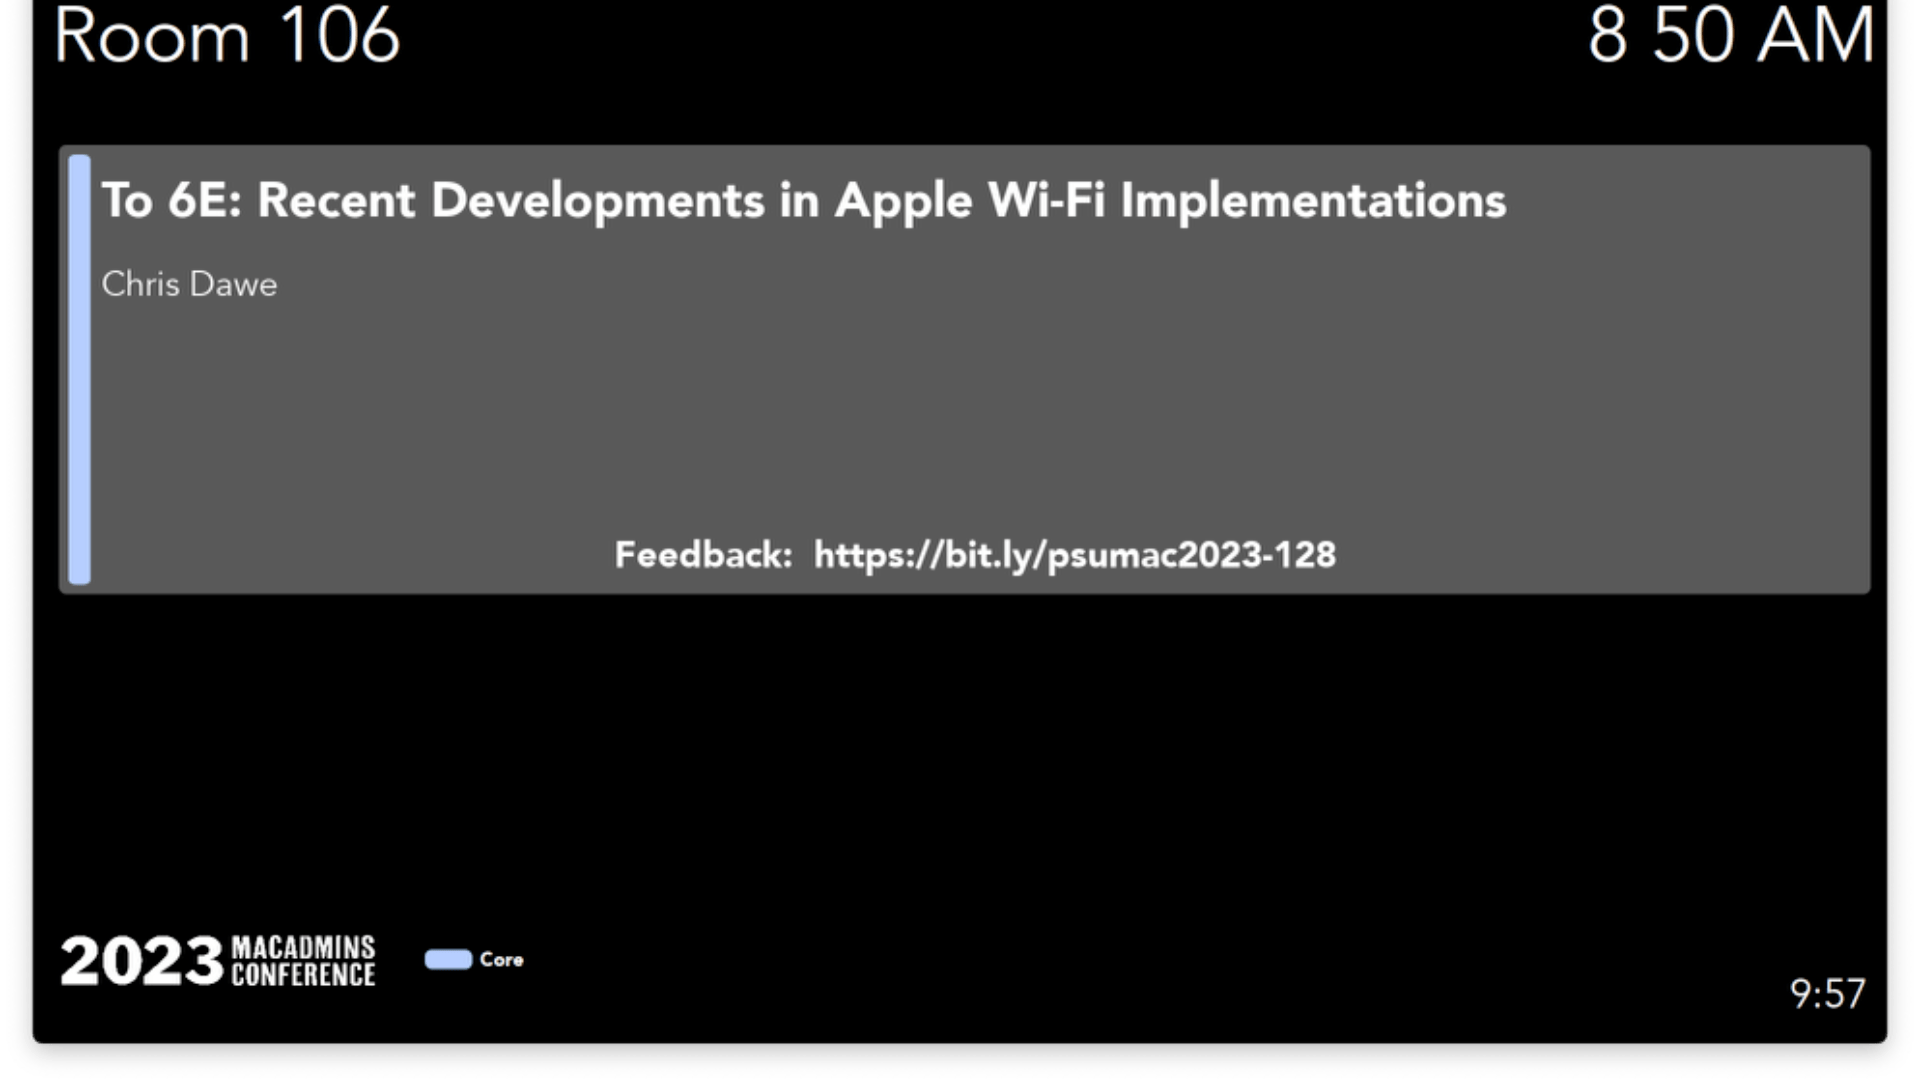 Room 106
8 50 AM
To 6E: Recent Developments in Apple Wi-Fi Implementations
Chris Dawe
Feedback: https://bit.ly/psumac2023-128
2023 MACADMINS
CONFERENCE
Core
9:57